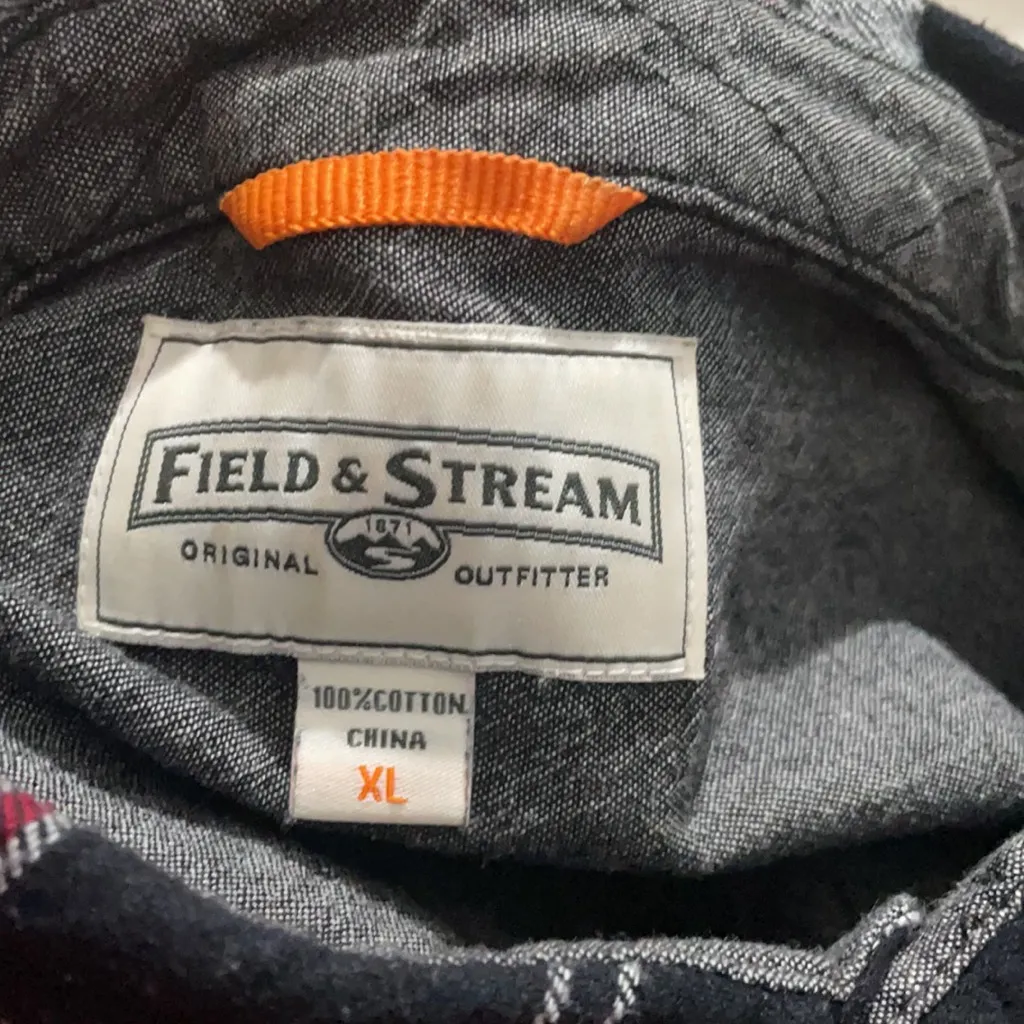 FIELD & STREAM
1871
ORIGINAL OUTFITTER
100%COTTON
CHINA
XL